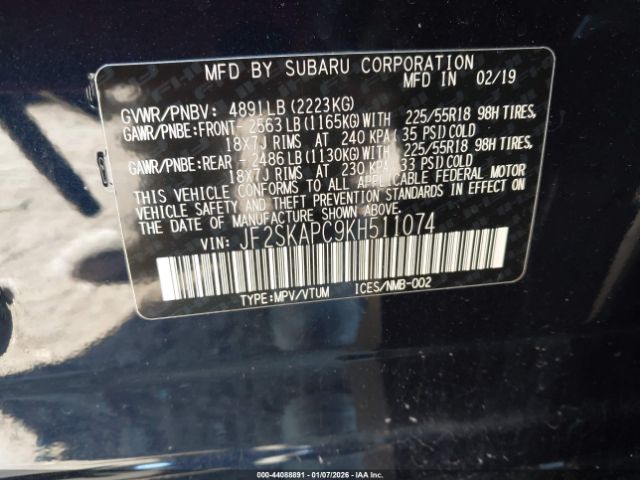 MFD BY SUBARU CORPORATION
MFD IN 02/19
GVWR/PNBV: 4891LB(2223KG)
GAWR/PNBE:FRONT-2563LB(1165KG)WITH 225/55R18 98H TIRES,
18X7J RIMS AT 240 KPA(35 PSI)COLD
GAWR/PNBE:REAR -2486LB(1130KG)WITH 225/55R18 98H TIRES,
18X7J RIMS AT 230 KPA(33 PSI)COLD
THIS VEHICLE CONFORMS TO ALL APPLICABLE FEDERAL MOTOR
VEHICLE SAFETY AND THEFT PREVENTION STANDARDS IN EFFECT ON
THE DATE OF MANUFACTURE SHOWN ABOVE.
VIN: JF2SKAPC9KH511074
TYPE:MPV/VTUM ICES/NMB-002
000-44088891 - 01/07/2026 - © IAA, LLC